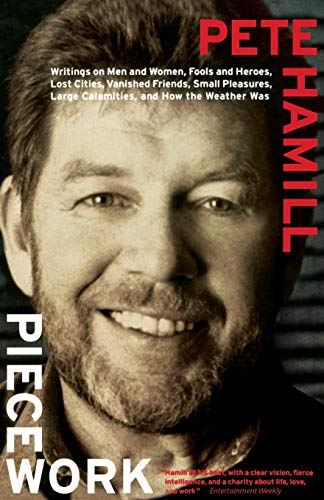 PETE
HAMILL
Writings on Men and Women, Fools and Heroes,
Lost Cities, Vanished Friends, Small Pleasures,
Large Calamities, and How the Weather Was
PIECE
WORK
"Hamill at his best, with a clear vision, fierce
intelligence, and a charity about life, love,
and work" Entertainment Weekly